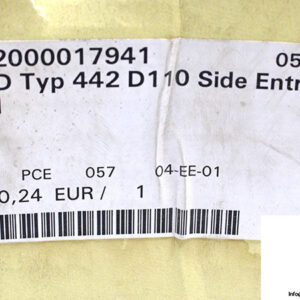 2000017941 05
D Typ 442 D110 Side Entr
PCE 057 04-EE-01
0,24 EUR/ 1